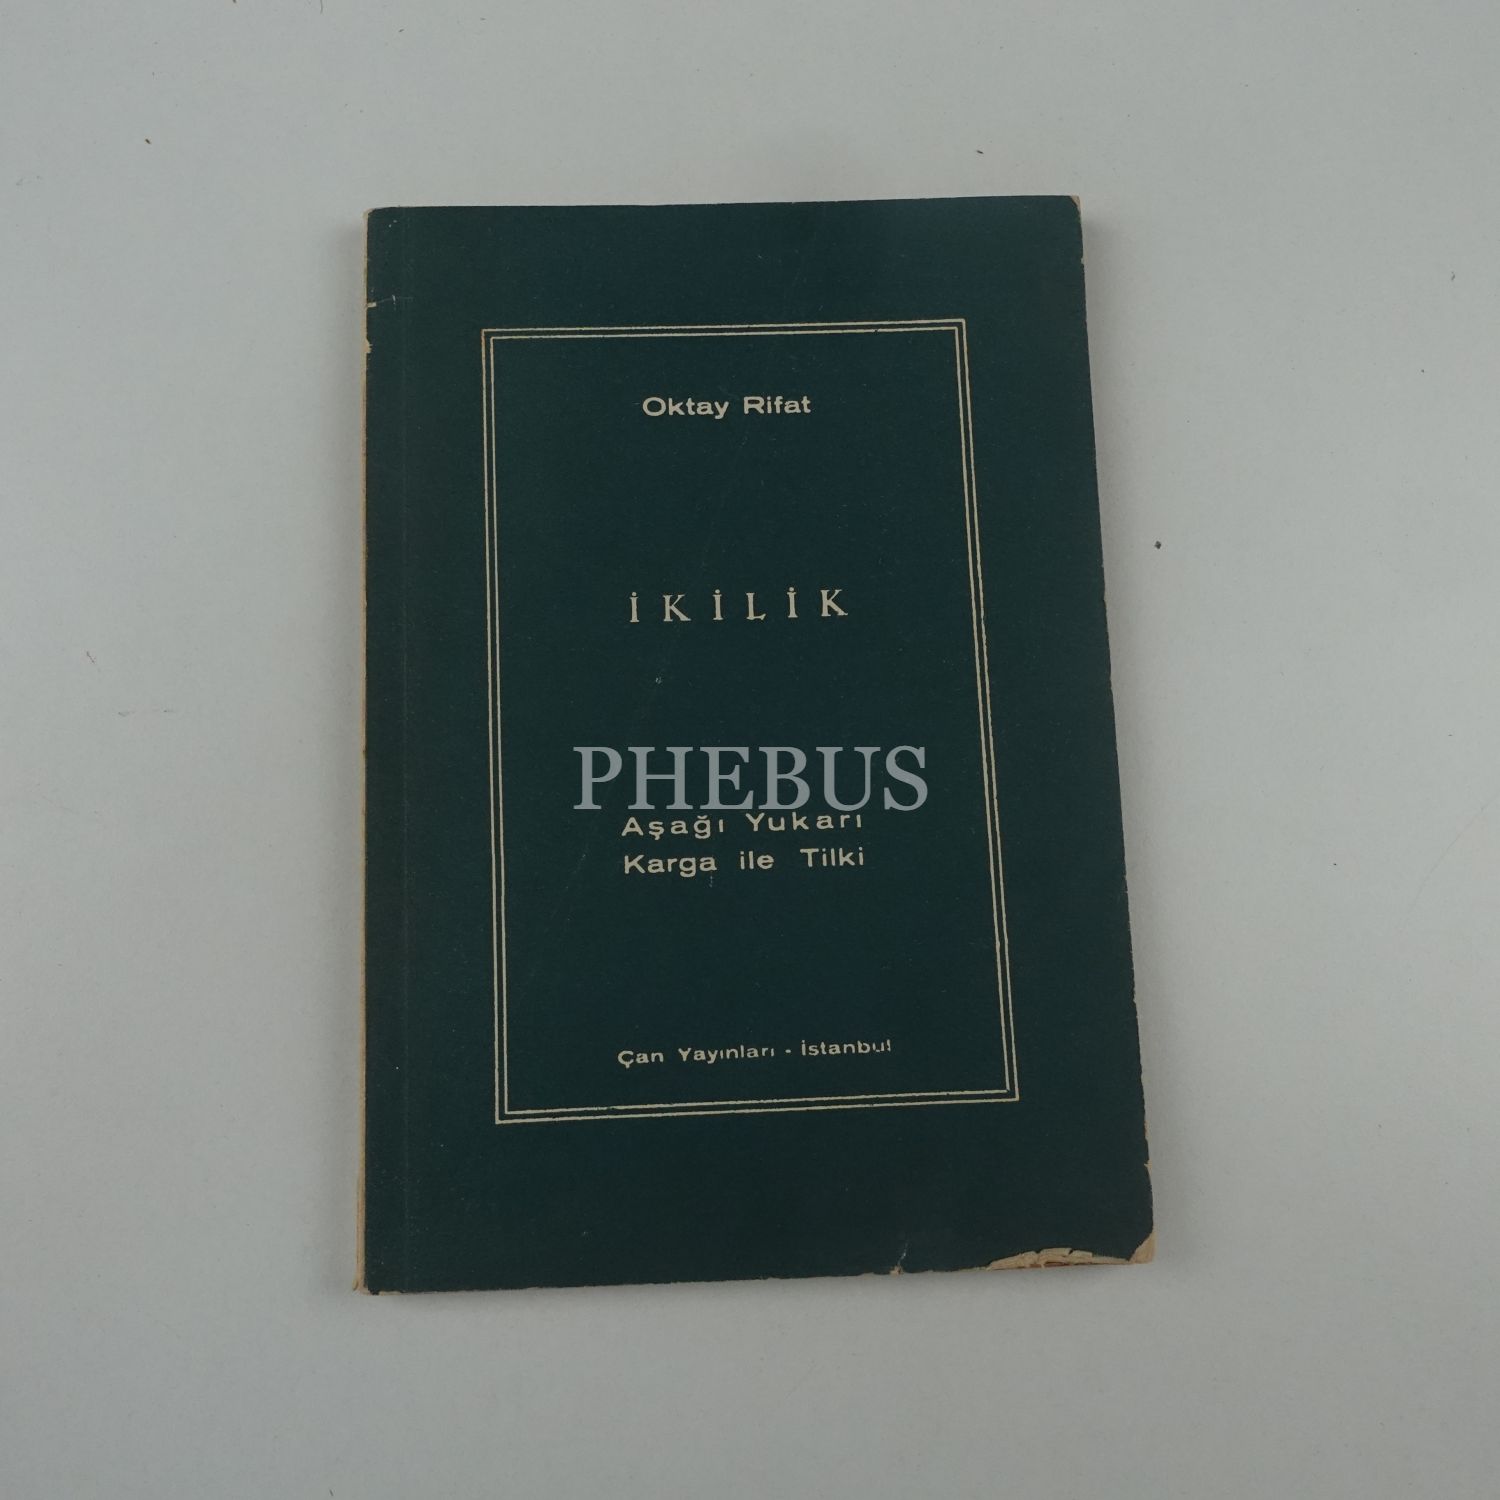 Oktay Rifat
İKİLİK
PHEBUS
Aşağı Yukarı
Karga ile Tilki
Çan Yayınları - İstanbul